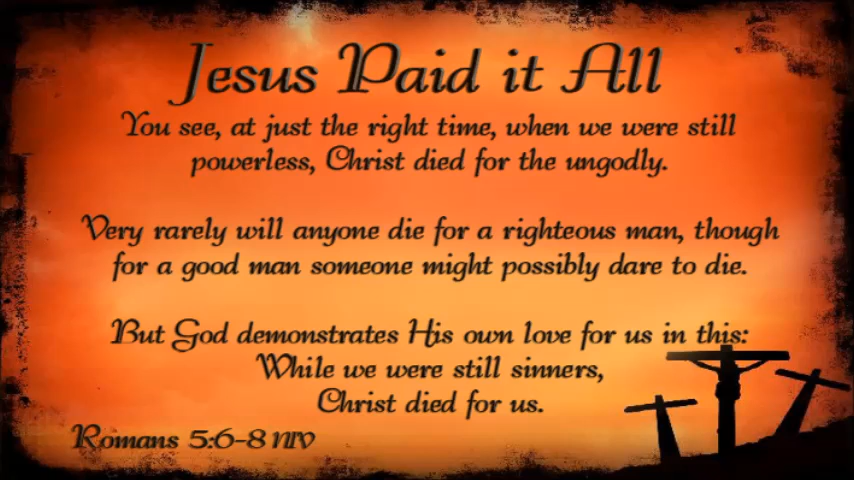 Jesus Paid it All
You see, at just the right time, when we were still
powerless, Christ died for the ungodly.
Very rarely will anyone die for a righteous man, though
for a good man someone might possibly dare to die.
But God demonstrates His own love for us in this:
While we were still sinners,
Christ died for us.
Romans 5:6-8 NIV